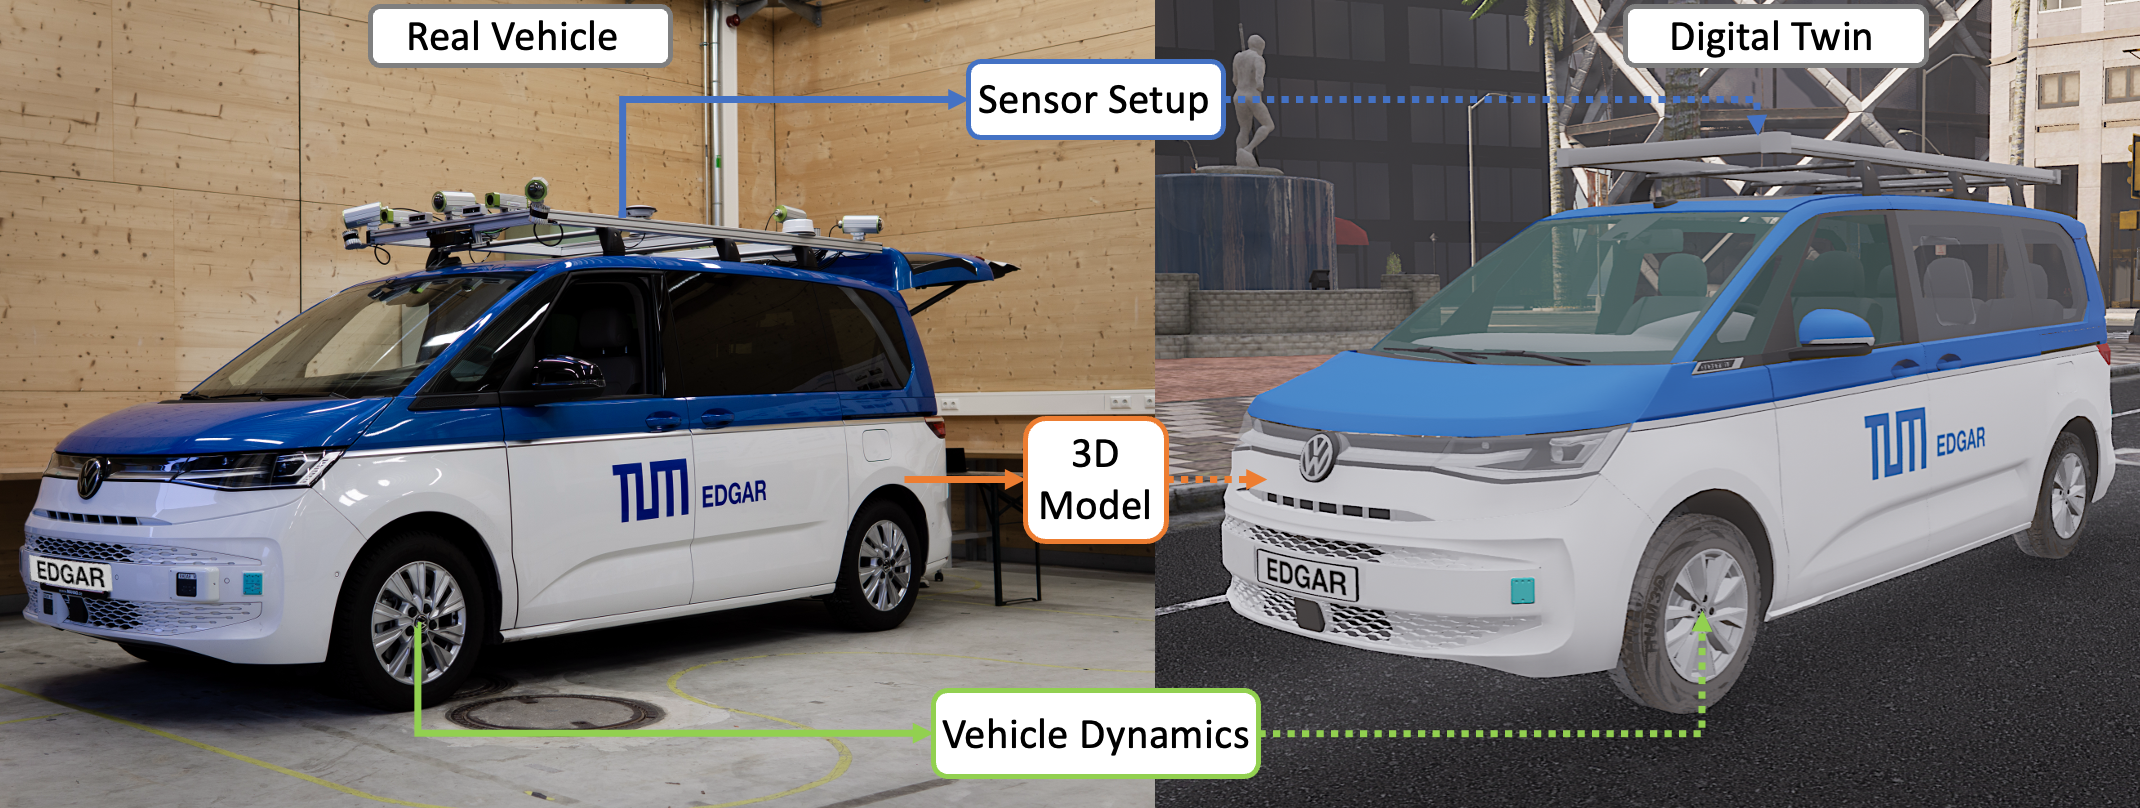 Real Vehicle
Digital Twin
Sensor Setup
3D
Model
TUM EDGAR
TUM EDGAR
EDGAR
EDGAR
Vehicle Dynamics